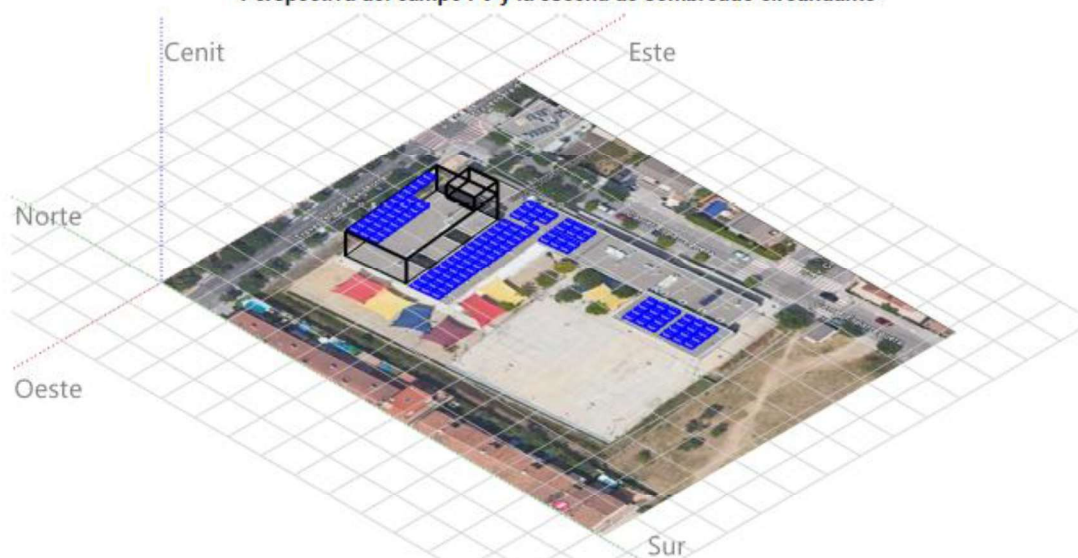 Perspectiva del campo FV y la escena de sombreado circundante
Cenit
Este
Norte
Oeste
Sur